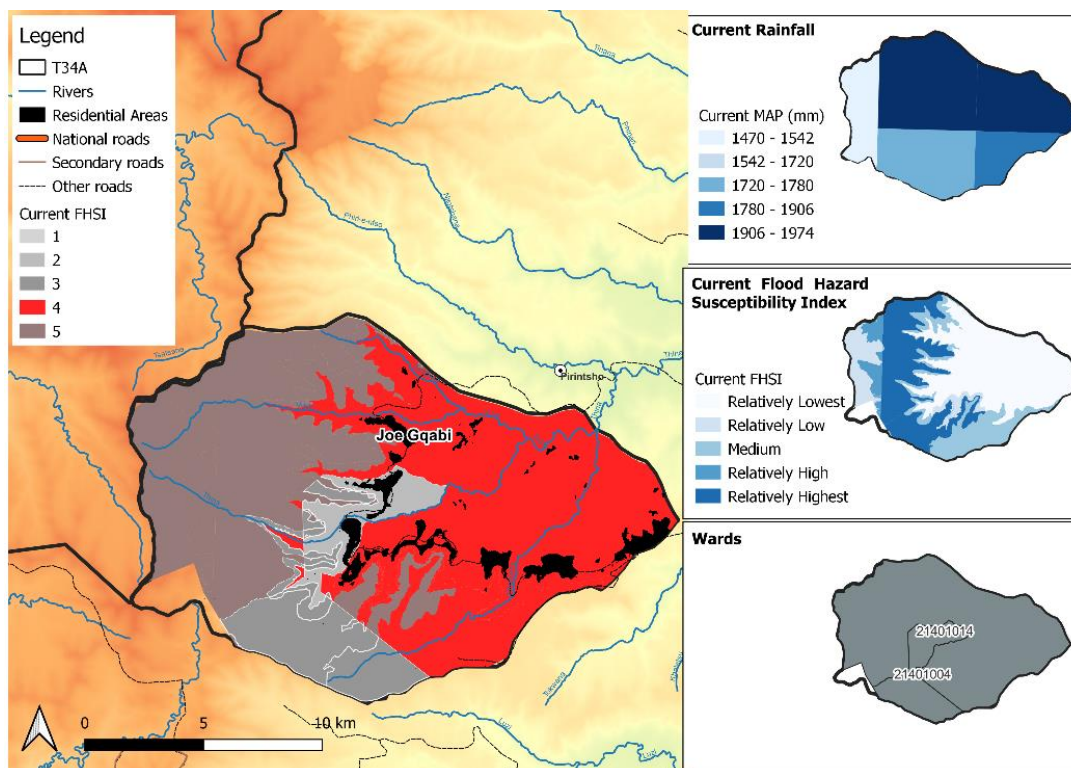 Legend
T34A
Rivers
Residential Areas
National roads
Secondary roads
Other roads
Current FHSI
1
2
3
4
5
Pirintsho
Joe Gqabi
0 5 10 km
Current Rainfall
Current MAP (mm)
1470 - 1542
1542 - 1720
1720 - 1780
1780 - 1906
1906 - 1974
Current Flood Hazard
Susceptibility Index
Current FHSI
Relatively Lowest
Relatively Low
Medium
Relatively High
Relatively Highest
Wards
21401014
21401004